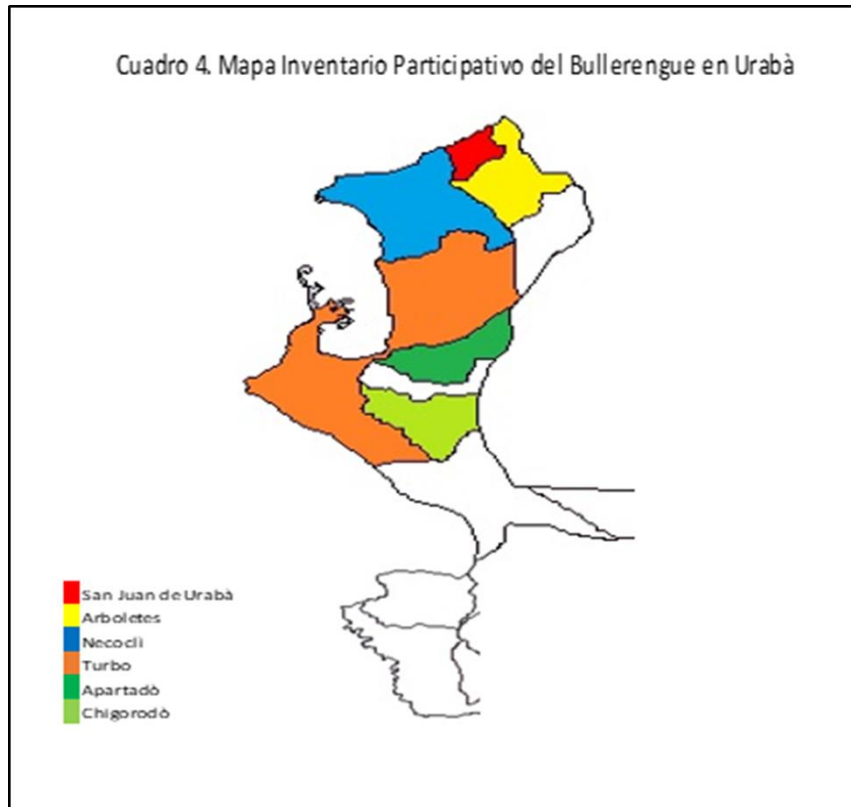 Cuadro 4. Mapa Inventario Participativo del Bullerengue en Urabà
San Juan de Urabà
Arboletes
Necoclì
Turbo
Apartadò
Chigorodò